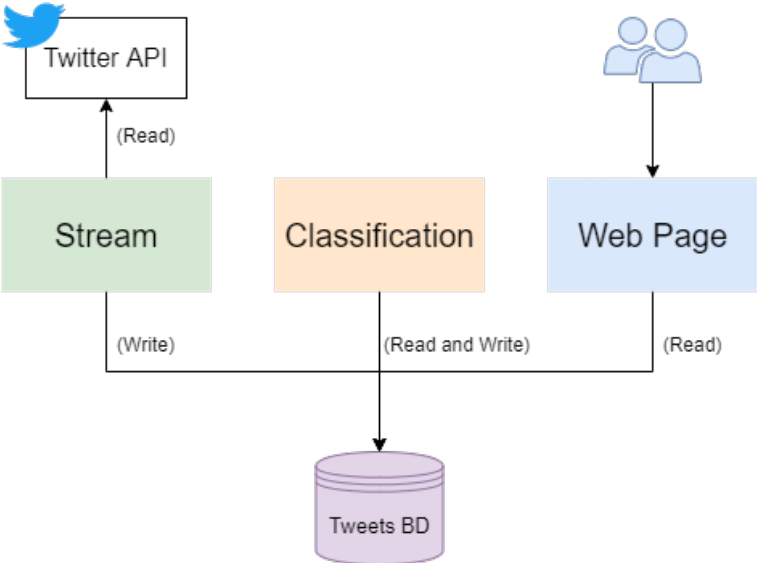 Twitter API
(Read)
Stream
Classification
Web Page
(Write)
(Read and Write)
(Read)
Tweets BD